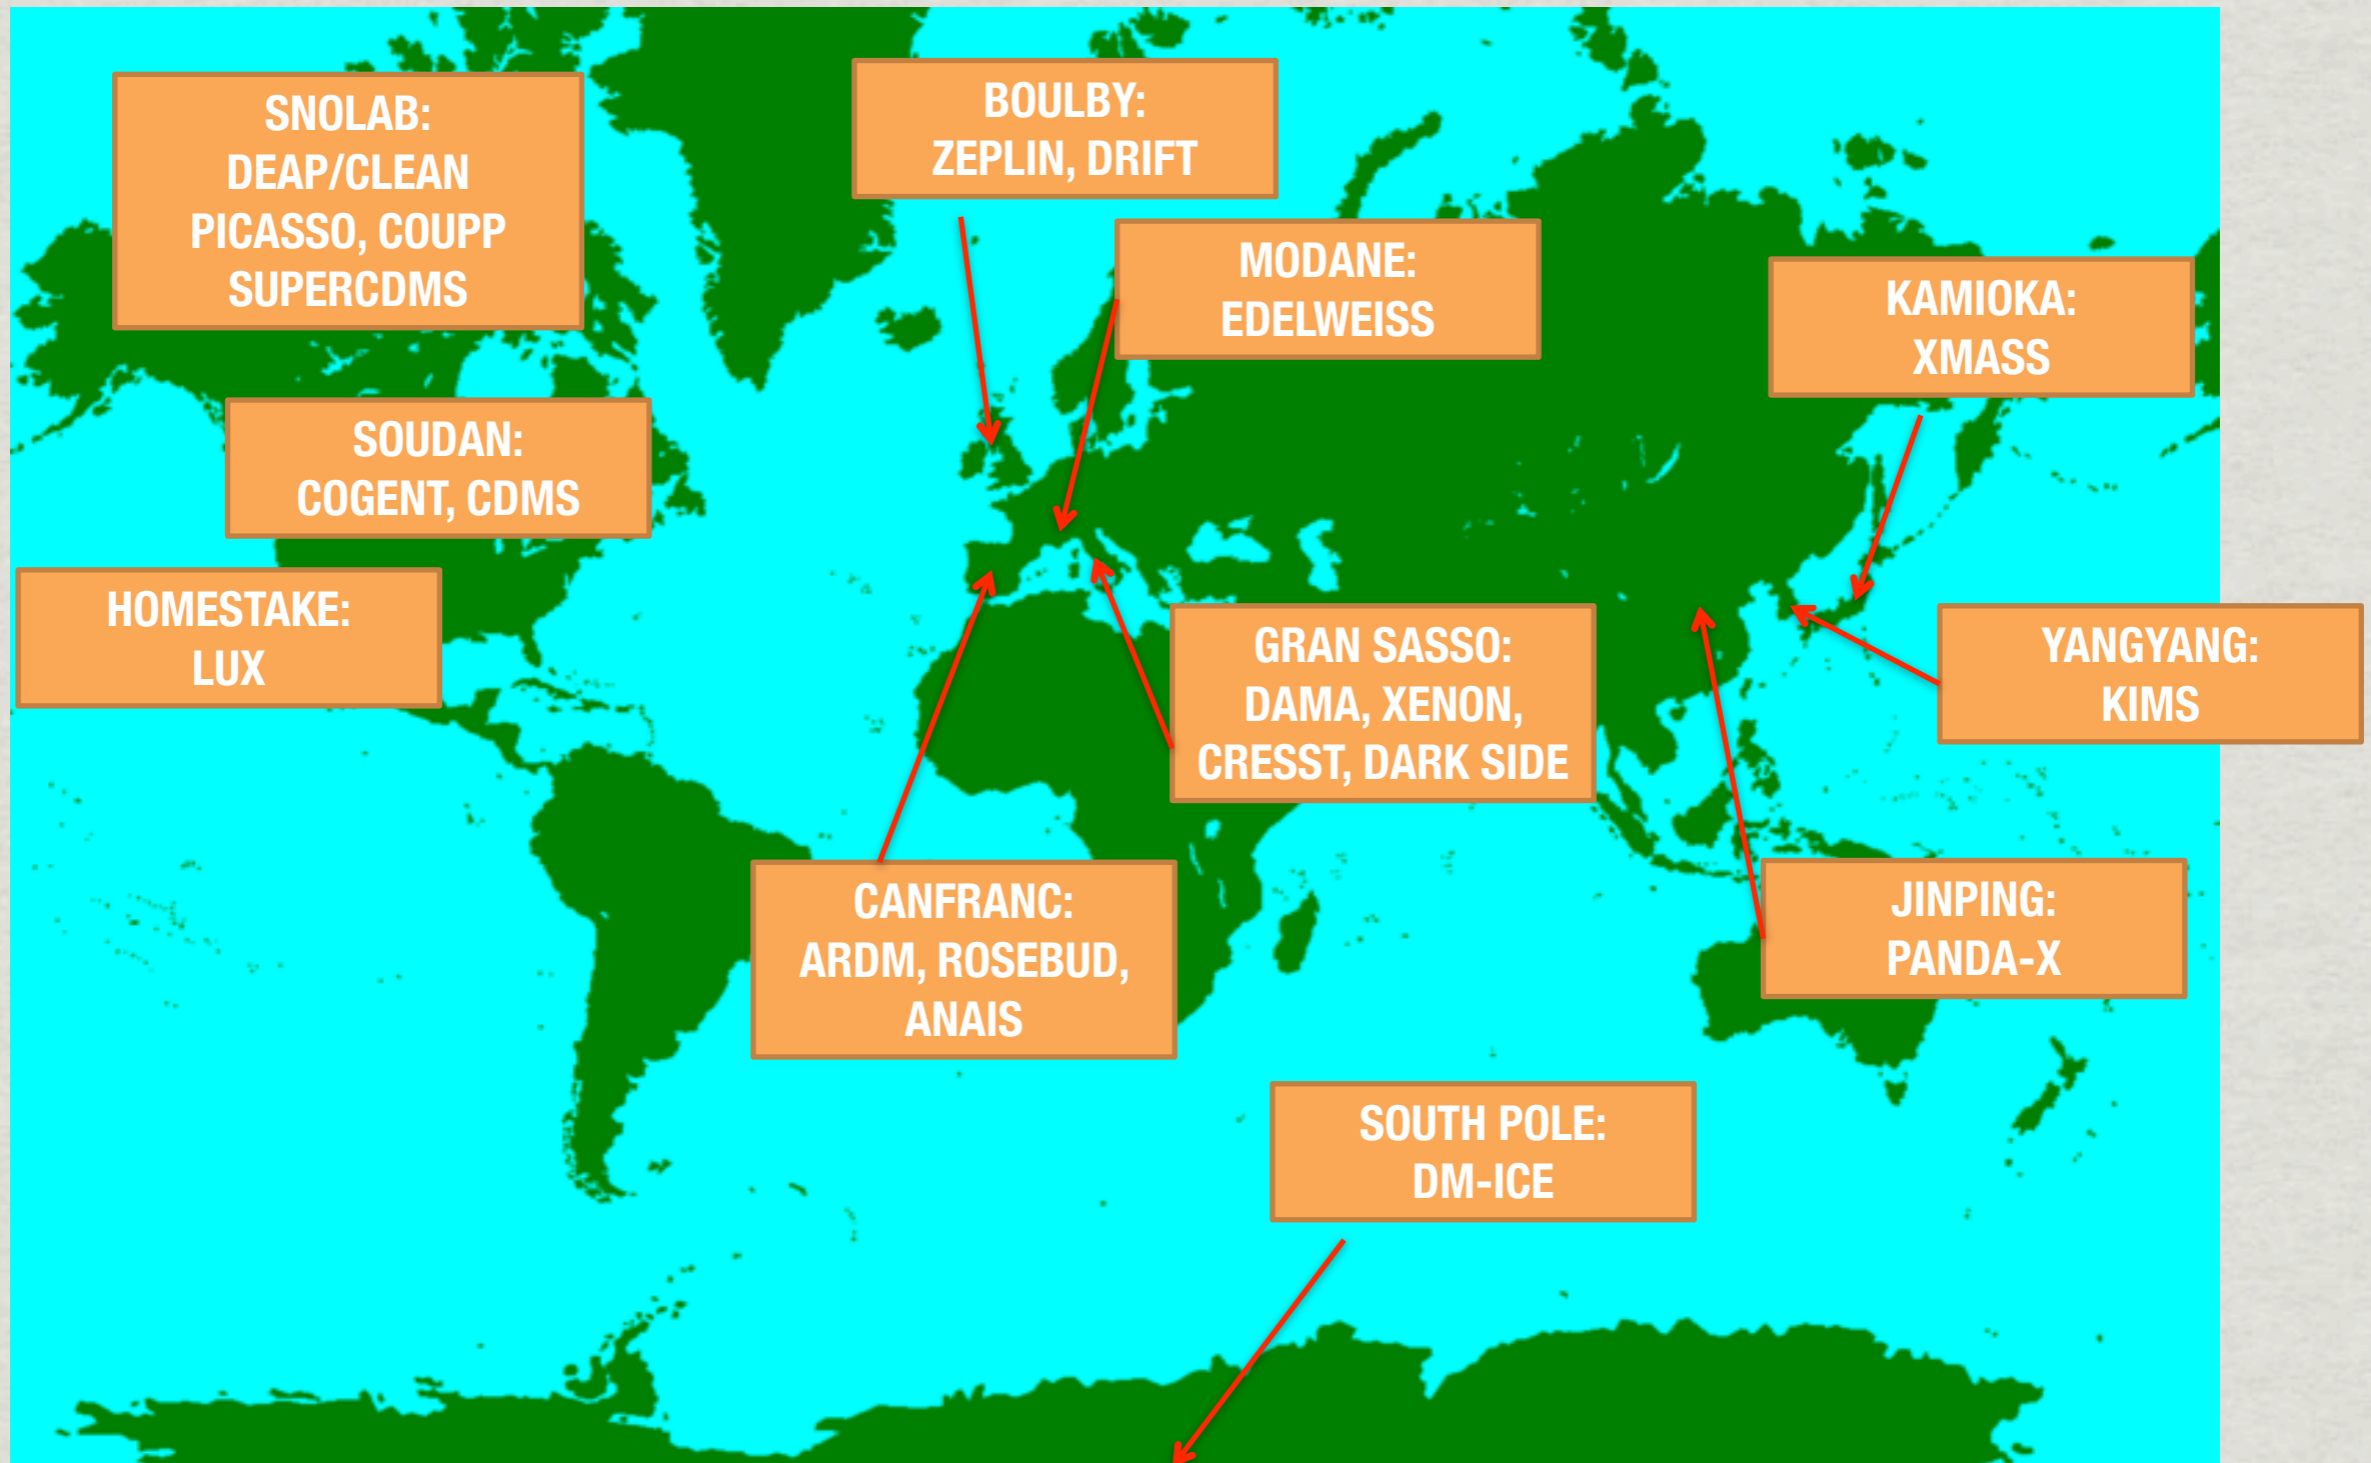 SNOLAB:
DEAP/CLEAN
PICASSO, COUPP
SUPERCDMS
BOULBY:
ZEPLIN, DRIFT
MODANE:
EDELWEISS
KAMIOKA:
XMASS
SOUDAN:
COGENT, CDMS
HOMESTAKE:
LUX
GRAN SASSO:
DAMA, XENON,
CRESST, DARK SIDE
YANGYANG:
KIMS
CANFRANC:
ARDM, ROSEBUD,
ANAIS
JINPING:
PANDA-X
SOUTH POLE:
DM-ICE